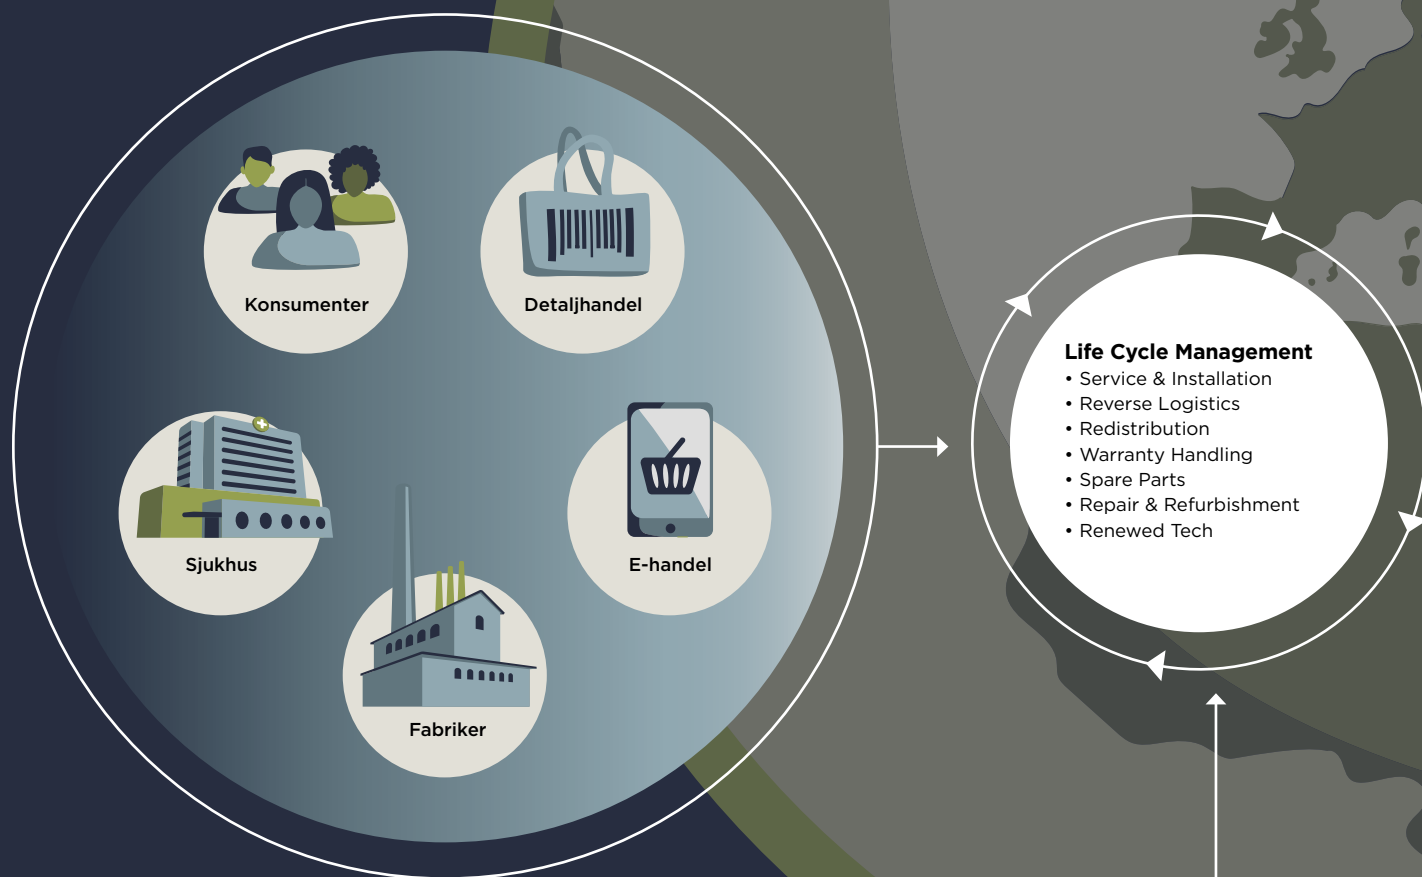 Konsumenter
Detaljhandel
Sjukhus
E-handel
Fabriker
Life Cycle Management
• Service & Installation
• Reverse Logistics
• Redistribution
• Warranty Handling
• Spare Parts
• Repair & Refurbishment
• Renewed Tech